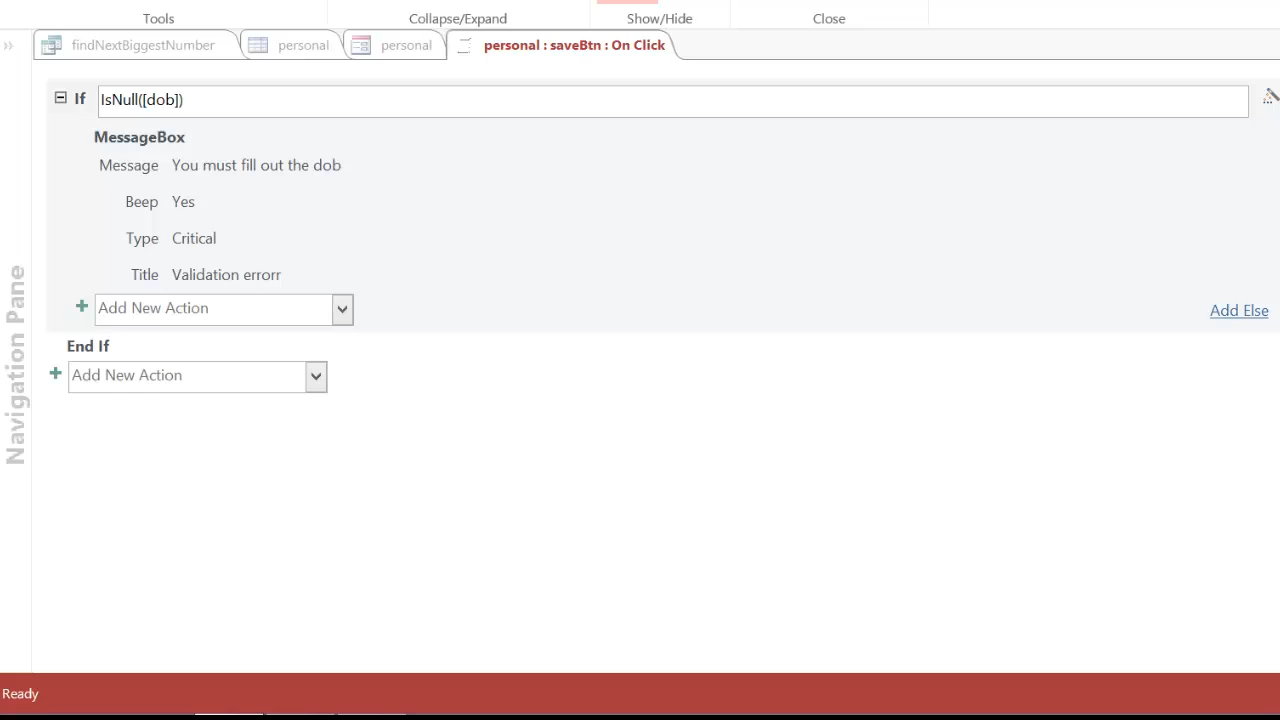 Tools Collapse/Expand Show/Hide Close
» findNextBiggestNumber personal personal personal : saveBtn : On Click
If IsNull([dob])
MessageBox
Message You must fill out the dob
Beep Yes
Type Critical
Title Validation errorr
Add New Action
Add Else
End If
Add New Action
Navigation Pane
Ready